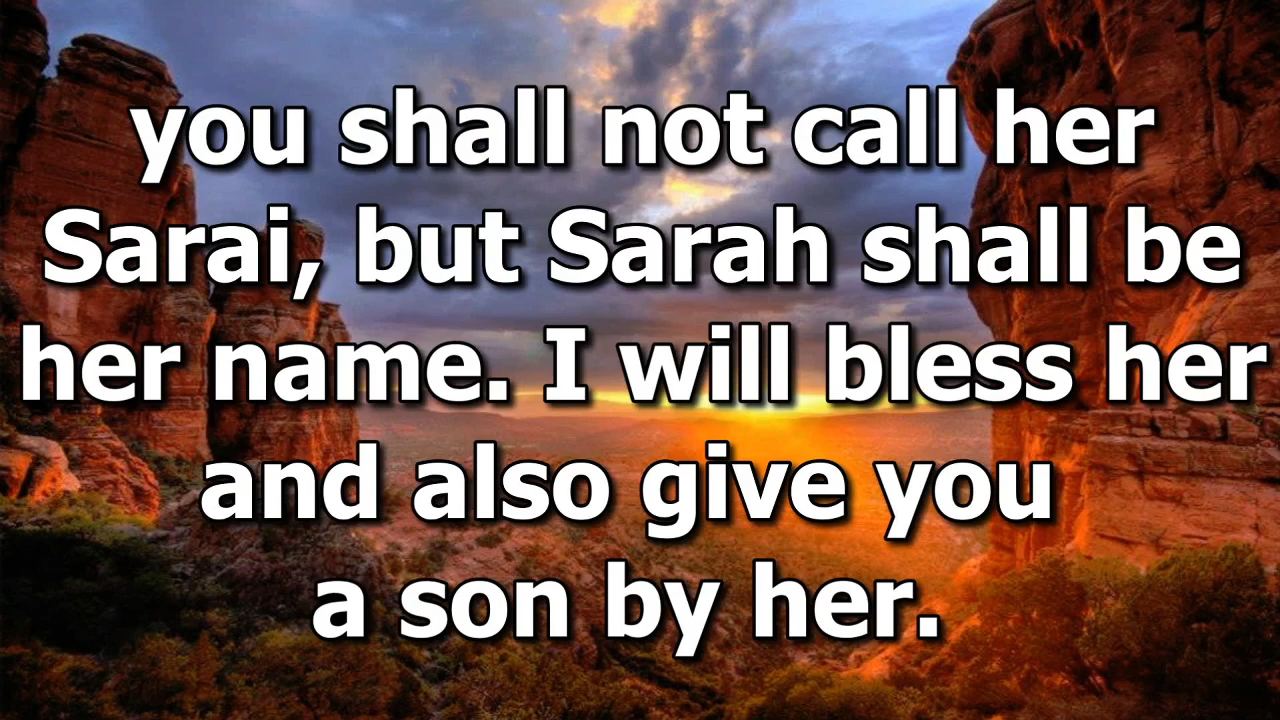 you shall not call her
Sarai, but Sarah shall be
her name. I will bless her
and also give you
a son by her.